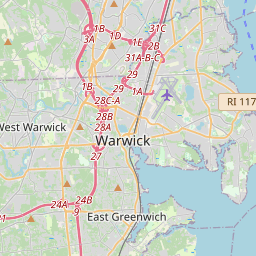 31C
1B
1D
3A
1E
2B
31A-B-C
29
1B
29
1A
28C-A
RI 117
28B
West Warwick
28A
Warwick
27
24A
24B
9
East Greenwich